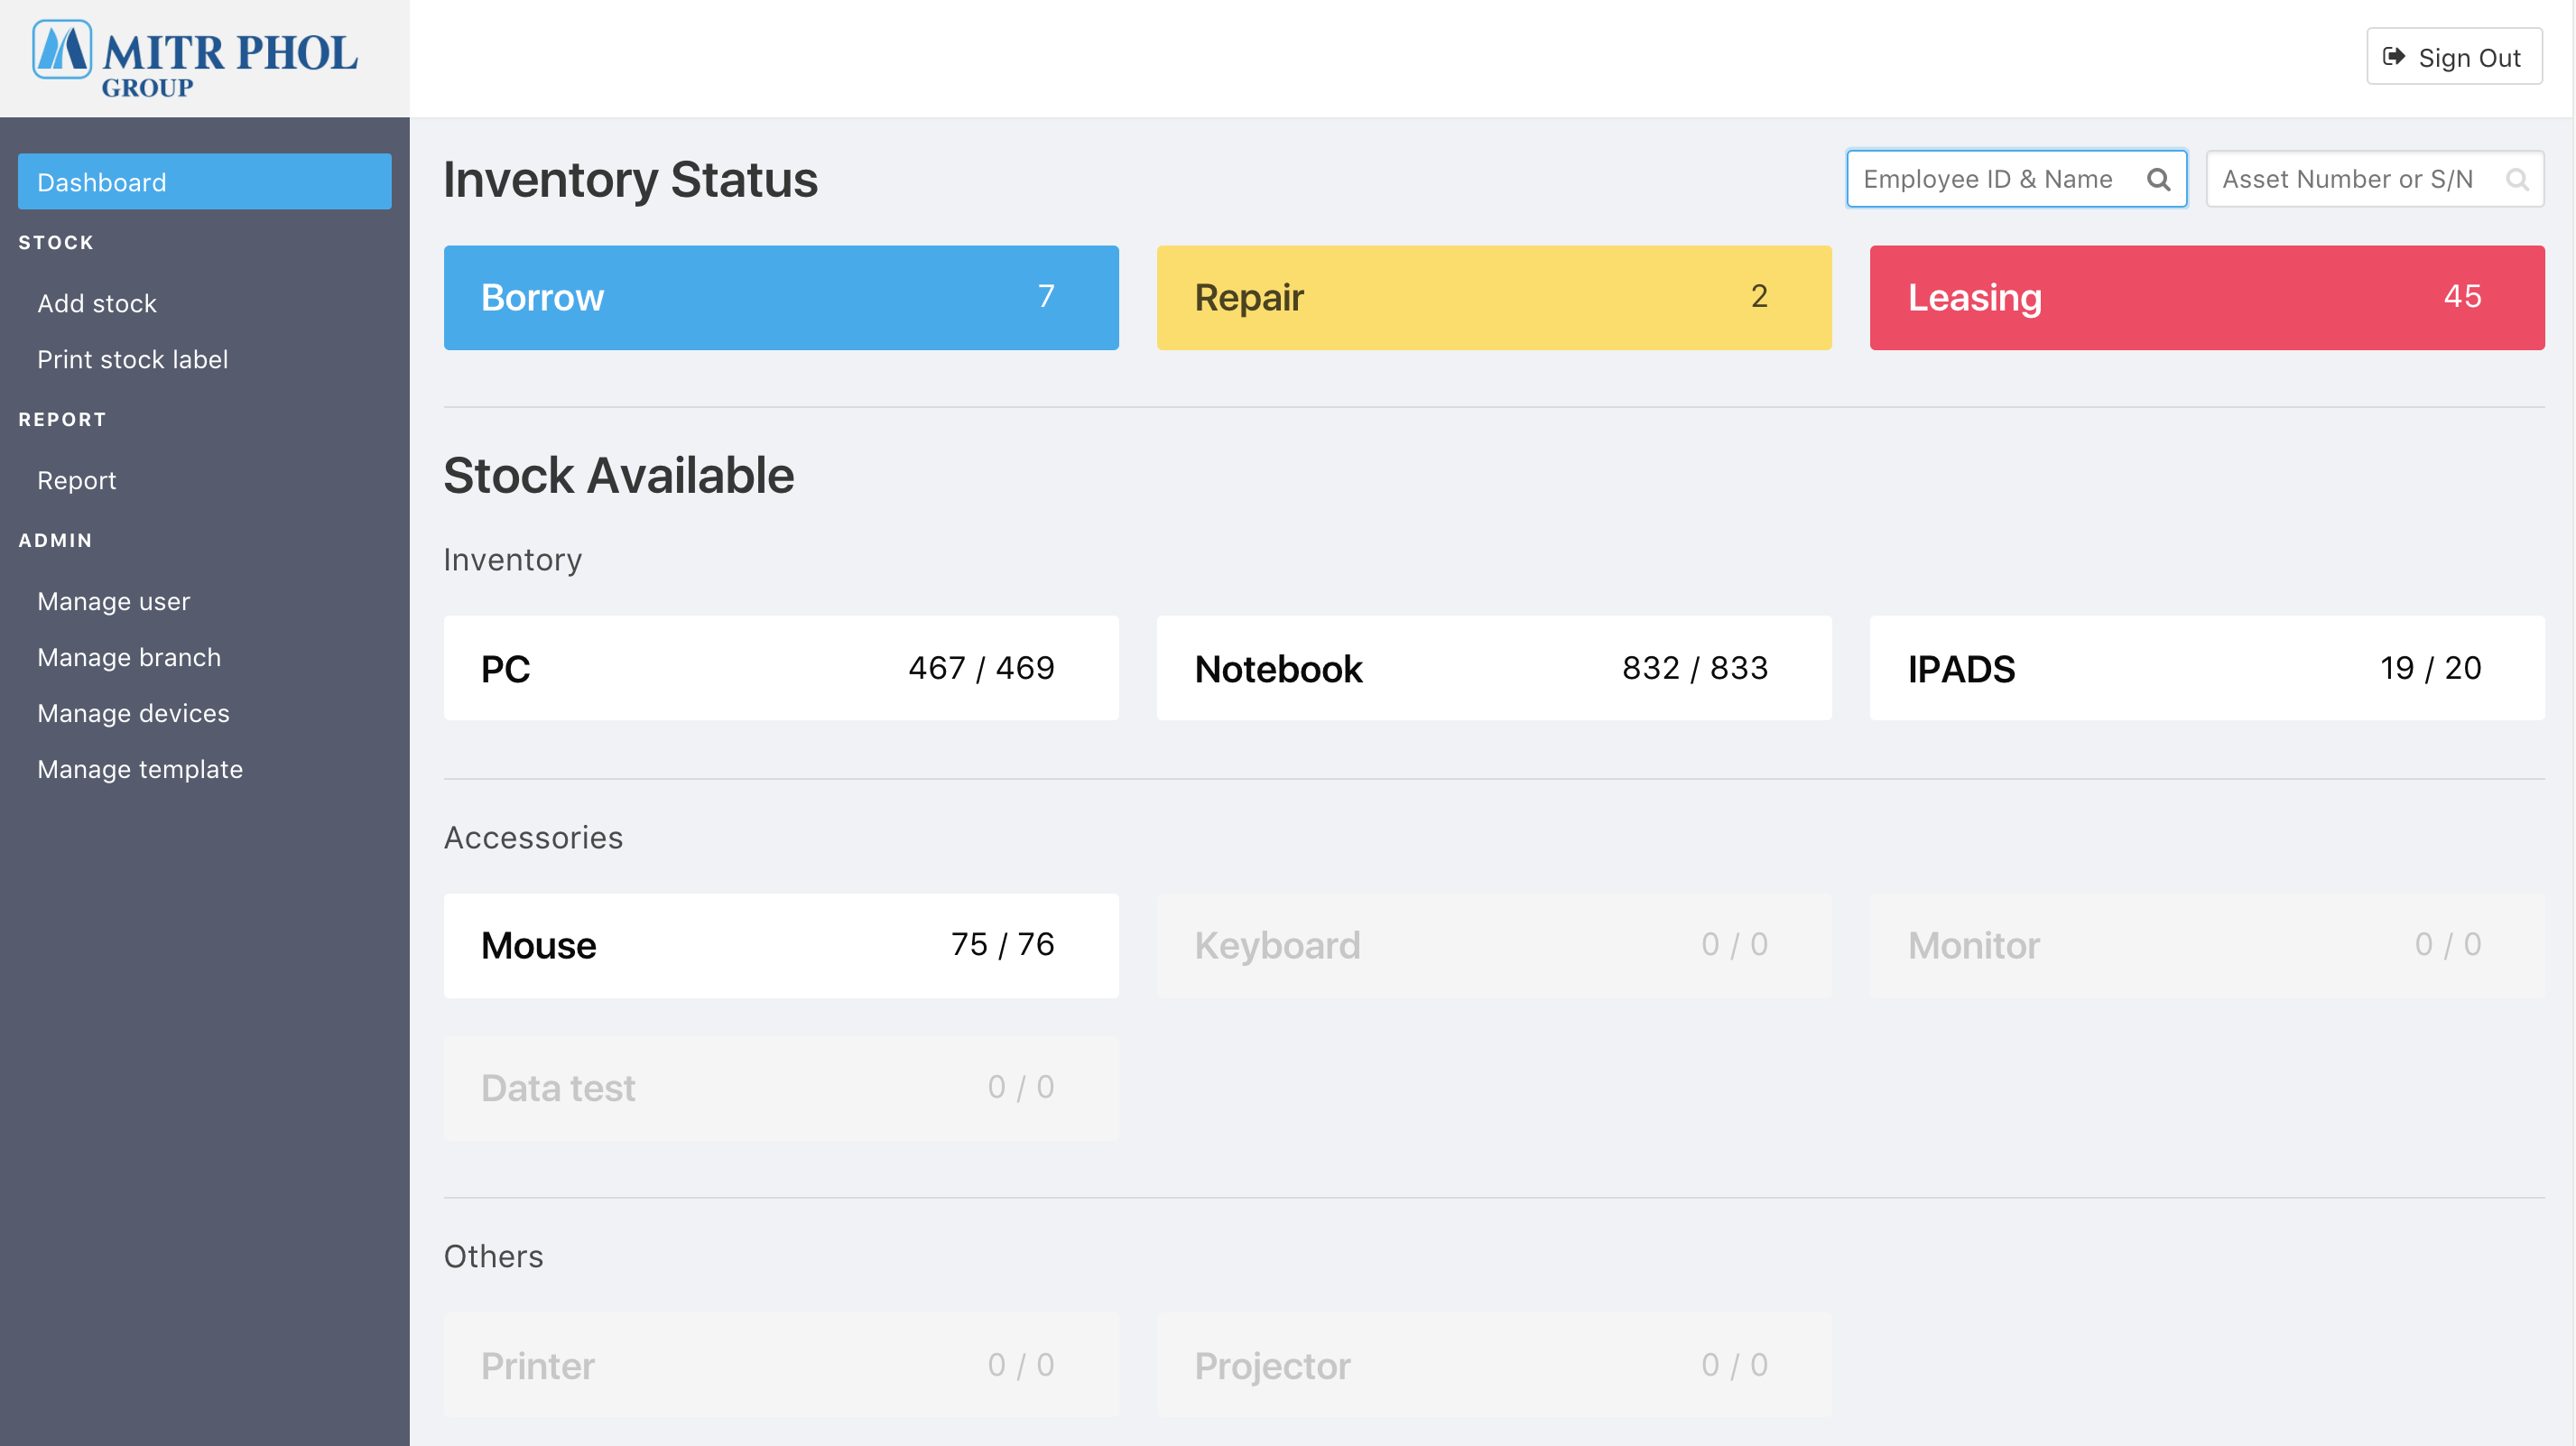 MITR PHOL
GROUP
Sign Out
Dashboard
STOCK
Add stock
Print stock label
REPORT
Report
ADMIN
Manage user
Manage branch
Manage devices
Manage template
Inventory Status
Employee ID & Name
Asset Number or S/N
Borrow 7
Repair 2
Leasing 45
Stock Available
Inventory
PC 467 / 469
Notebook 832 / 833
IPADS 19 / 20
Accessories
Mouse 75 / 76
Keyboard 0 / 0
Monitor 0 / 0
Data test 0 / 0
Others
Printer 0 / 0
Projector 0 / 0